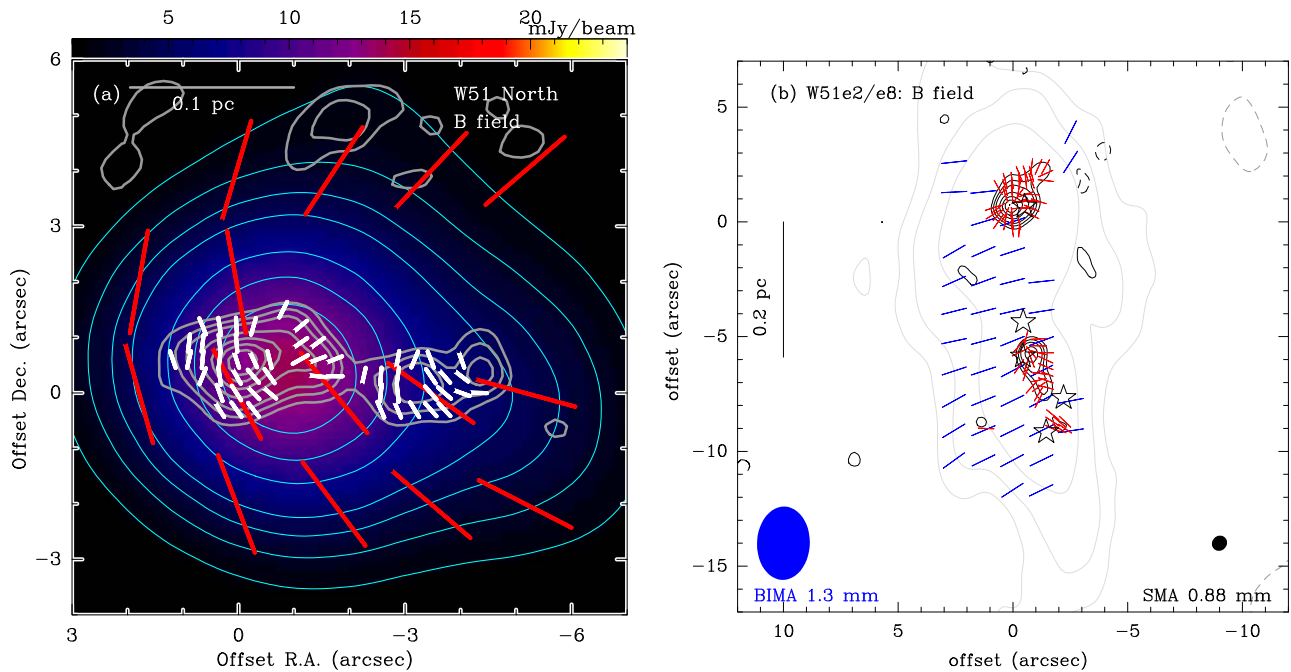 5 10 15 20
mJy/beam
(a)
0.1 pc
W51 North
B field
6
3
0
−3
Offset Dec. (arcsec)
3 0 −3 −6
Offset R.A. (arcsec)
(b) W51e2/e8: B field
5
0
−5
−10
−15
offset (arcsec)
0.2 pc
BIMA 1.3 mm
SMA 0.88 mm
10 5 0 −5 −10
offset (arcsec)